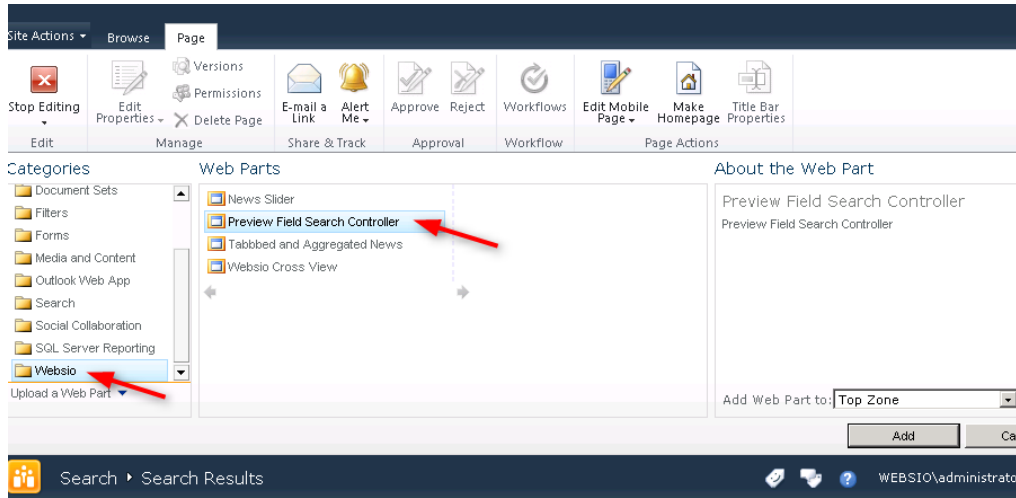 Site Actions Browse Page
Stop Editing
Edit Properties
Versions
Permissions
Delete Page
E-mail a Link
Alert Me
Approve
Reject
Workflows
Edit Mobile Page
Make Homepage
Title Bar Properties
Edit Manage Share & Track Approval Workflow Page Actions
Categories
Document Sets
Filters
Forms
Media and Content
Outlook Web App
Search
Social Collaboration
SQL Server Reporting
Websio
Upload a Web Part
Web Parts
News Slider
Preview Field Search Controller
Tabbbed and Aggregated News
Websio Cross View
About the Web Part
Preview Field Search Controller
Preview Field Search Controller
Add Web Part to: Top Zone
Add Ca
Search Search Results WEBSIO\administrato